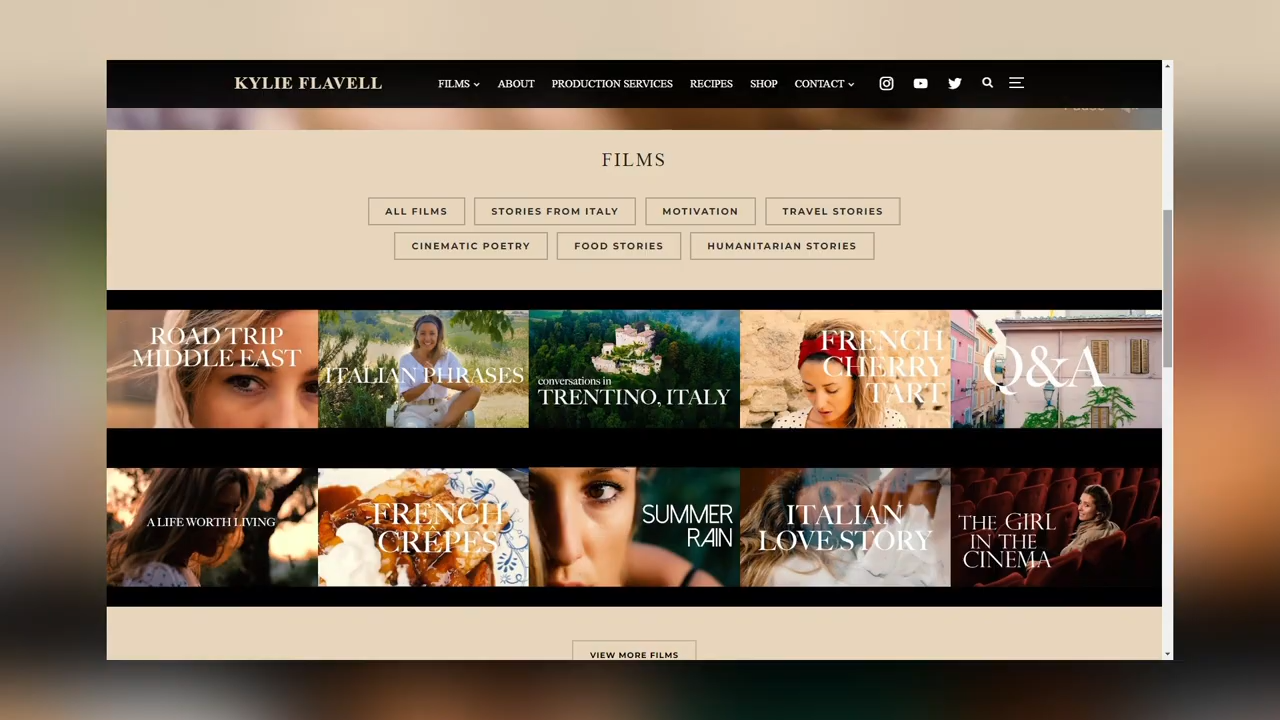 KYLIE FLAVELL
FILMS
ABOUT
PRODUCTION SERVICES
RECIPES
SHOP
CONTACT
FILMS
ALL FILMS
STORIES FROM ITALY
MOTIVATION
TRAVEL STORIES
CINEMATIC POETRY
FOOD STORIES
HUMANITARIAN STORIES
ROAD TRIP
MIDDLE EAST
ITALIAN PHRASES
conversations in
TRENTINO, ITALY
FRENCH
CHERRY
TART
Q&A
A LIFE WORTH LIVING
FRENCH
CRÊPES
SUMMER
RAIN
ITALIAN
LOVE STORY
THE GIRL
IN THE
CINEMA
VIEW MORE FILMS